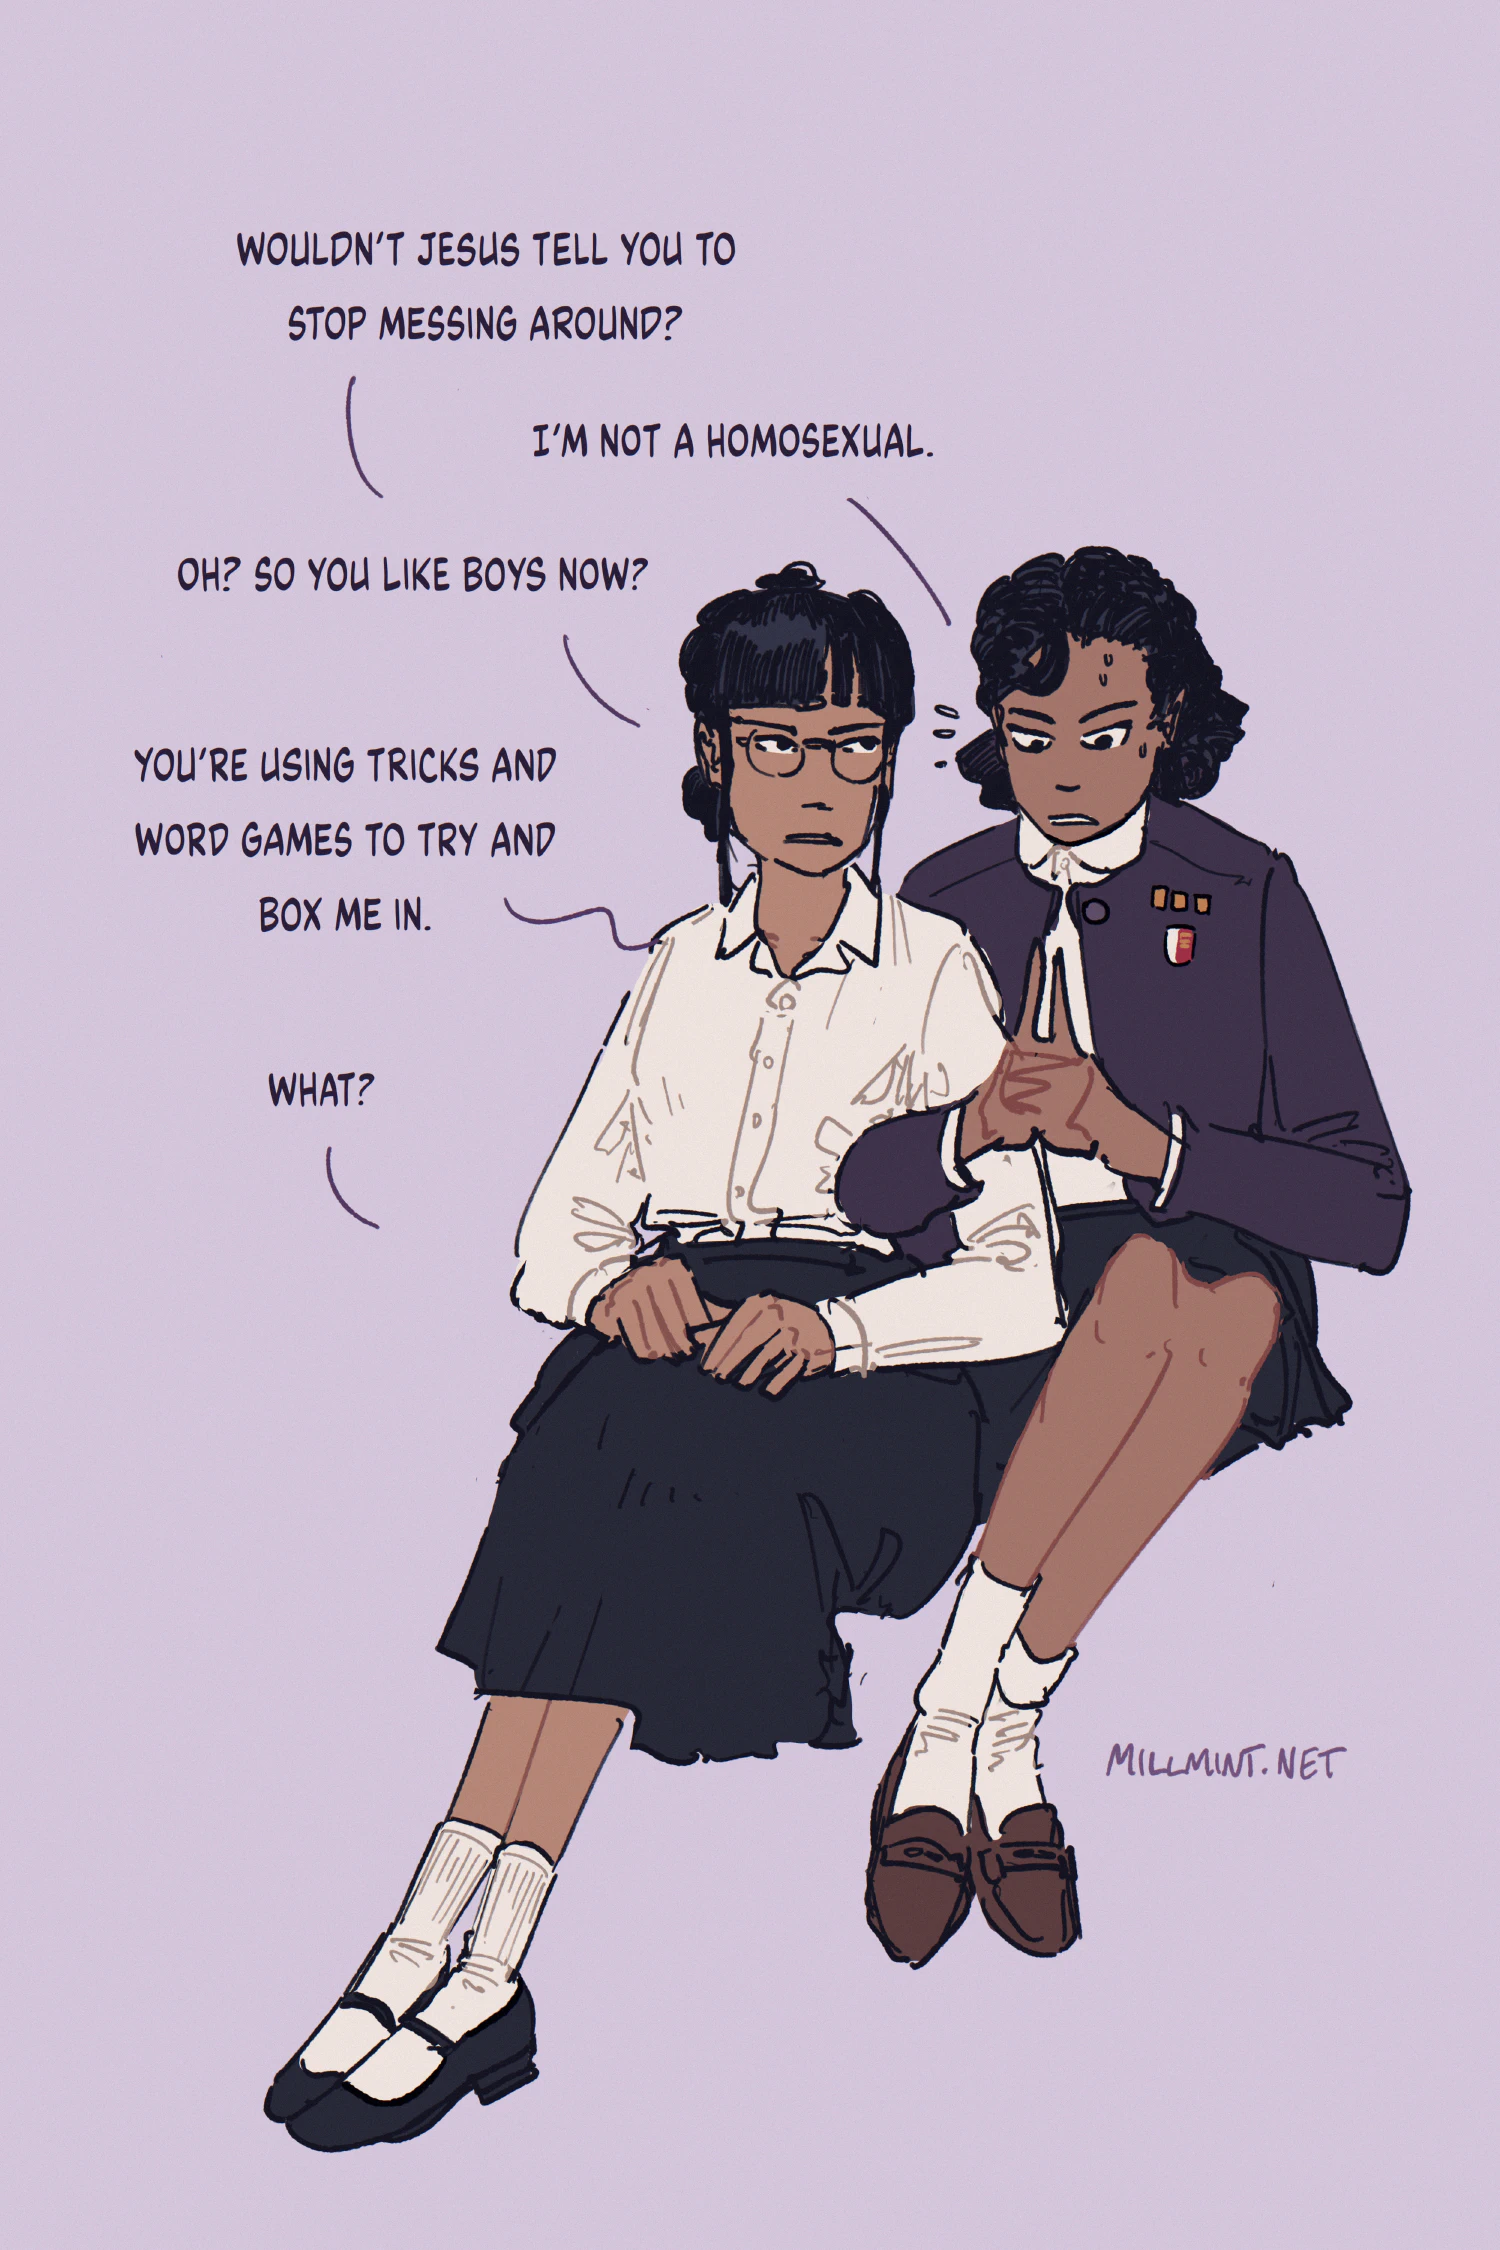 WOULDN'T JESUS TELL YOU TO
STOP MESSING AROUND?
I'M NOT A HOMOSEXUAL.
OH? SO YOU LIKE BOYS NOW?
YOU'RE USING TRICKS AND
WORD GAMES TO TRY AND
BOX ME IN.
WHAT?
MILLMINT.NET